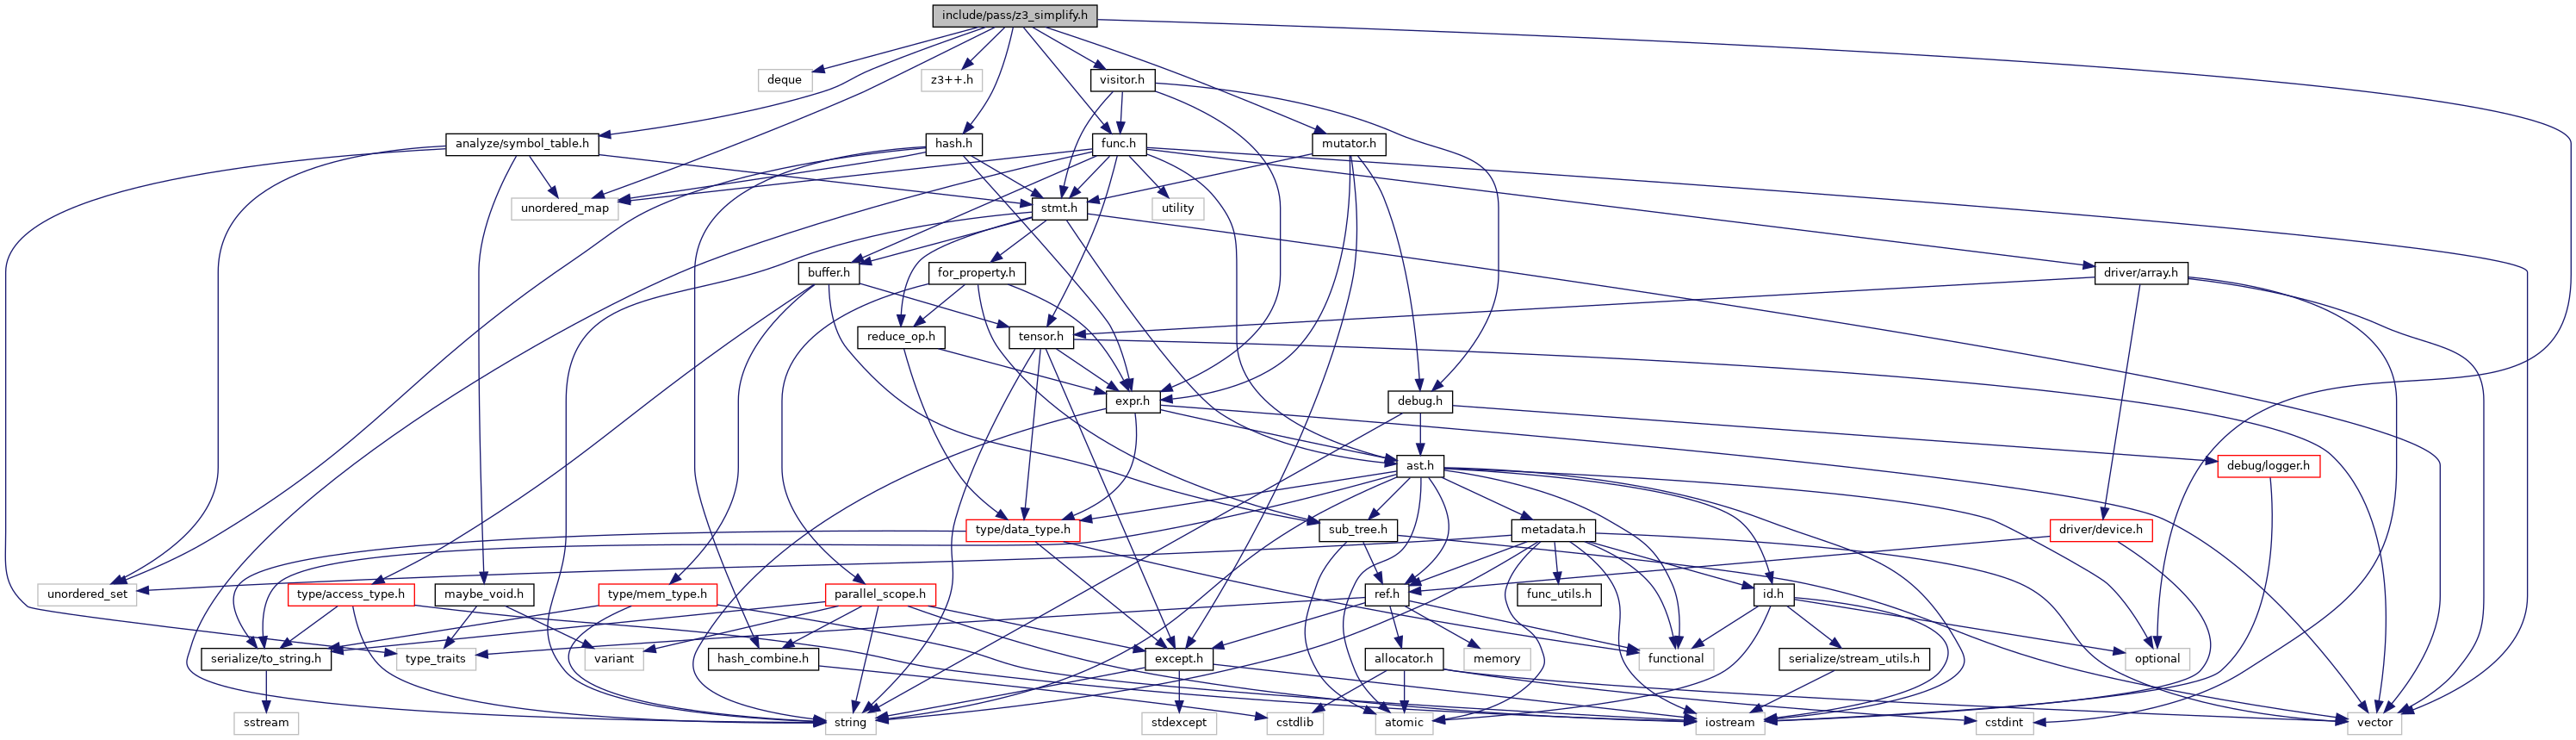 include/pass/z3_simplify.h
deque
z3++.h
visitor.h
analyze/symbol_table.h
hash.h
func.h
mutator.h
unordered_map
stmt.h
utility
buffer.h
for_property.h
driver/array.h
reduce_op.h
tensor.h
expr.h
debug.h
ast.h
debug/logger.h
type/data_type.h
sub_tree.h
metadata.h
driver/device.h
unordered_set
type/access_type.h
maybe_void.h
type/mem_type.h
parallel_scope.h
ref.h
func_utils.h
id.h
serialize/to_string.h
type_traits
variant
hash_combine.h
except.h
allocator.h
memory
functional
serialize/stream_utils.h
optional
sstream
string
stdexcept
cstdlib
atomic
iostream
cstdint
vector